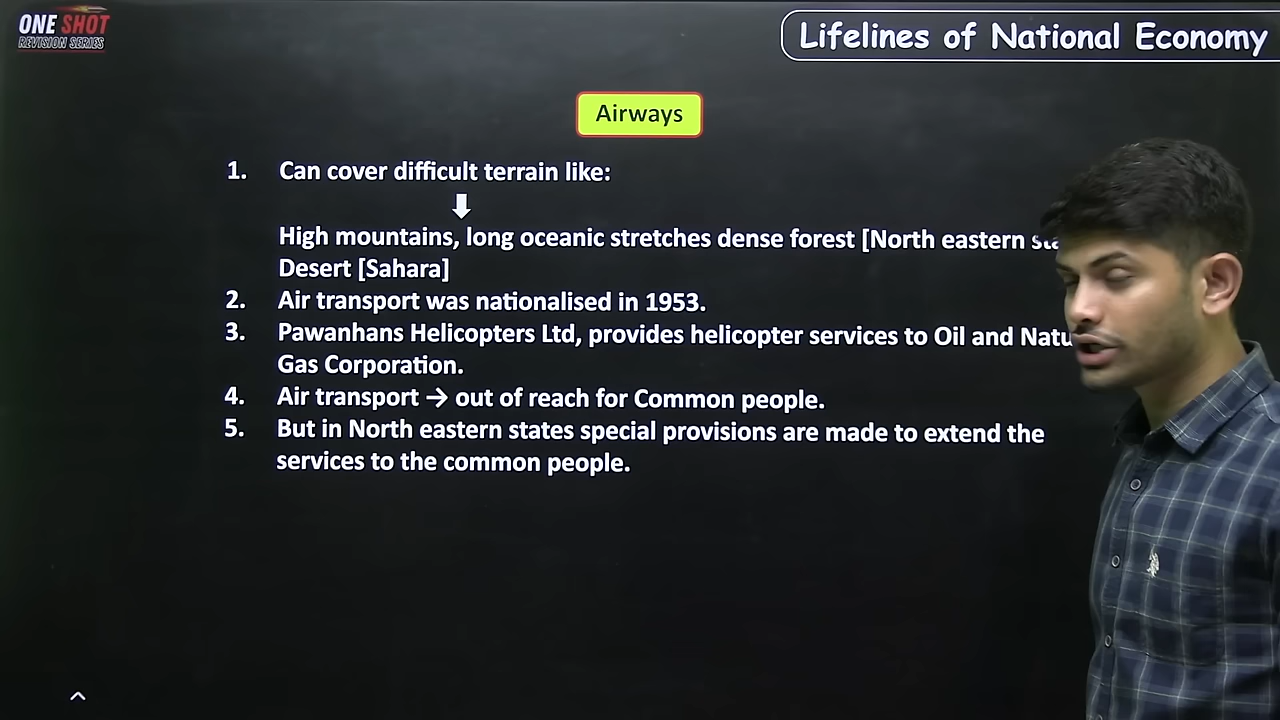 ONE SHOT
REVISION SERIES
Lifelines of National Economy
Airways
1. Can cover difficult terrain like:
High mountains, long oceanic stretches dense forest [North eastern
Desert [Sahara]
2. Air transport was nationalised in 1953.
3. Pawanhans Helicopters Ltd, provides helicopter services to Oil and
Gas Corporation.
4. Air transport → out of reach for Common people.
5. But in North eastern states special provisions are made to extend the
services to the common people.